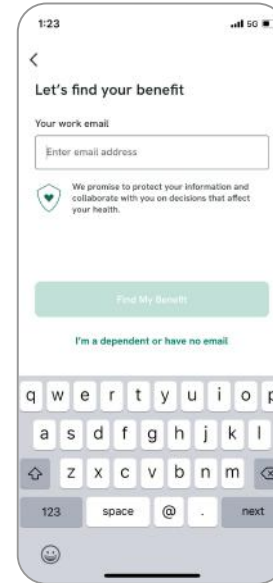 1:23
5G
Let's find your benefit
Your work email
Enter email address
We promise to protect your information and
collaborate with you on decisions that affect
your health.
Find My Benefit
I'm a dependent or have no email
q w e r t y u i o p
a s d f g h j k l
z x c v b n m
123 space @ . next